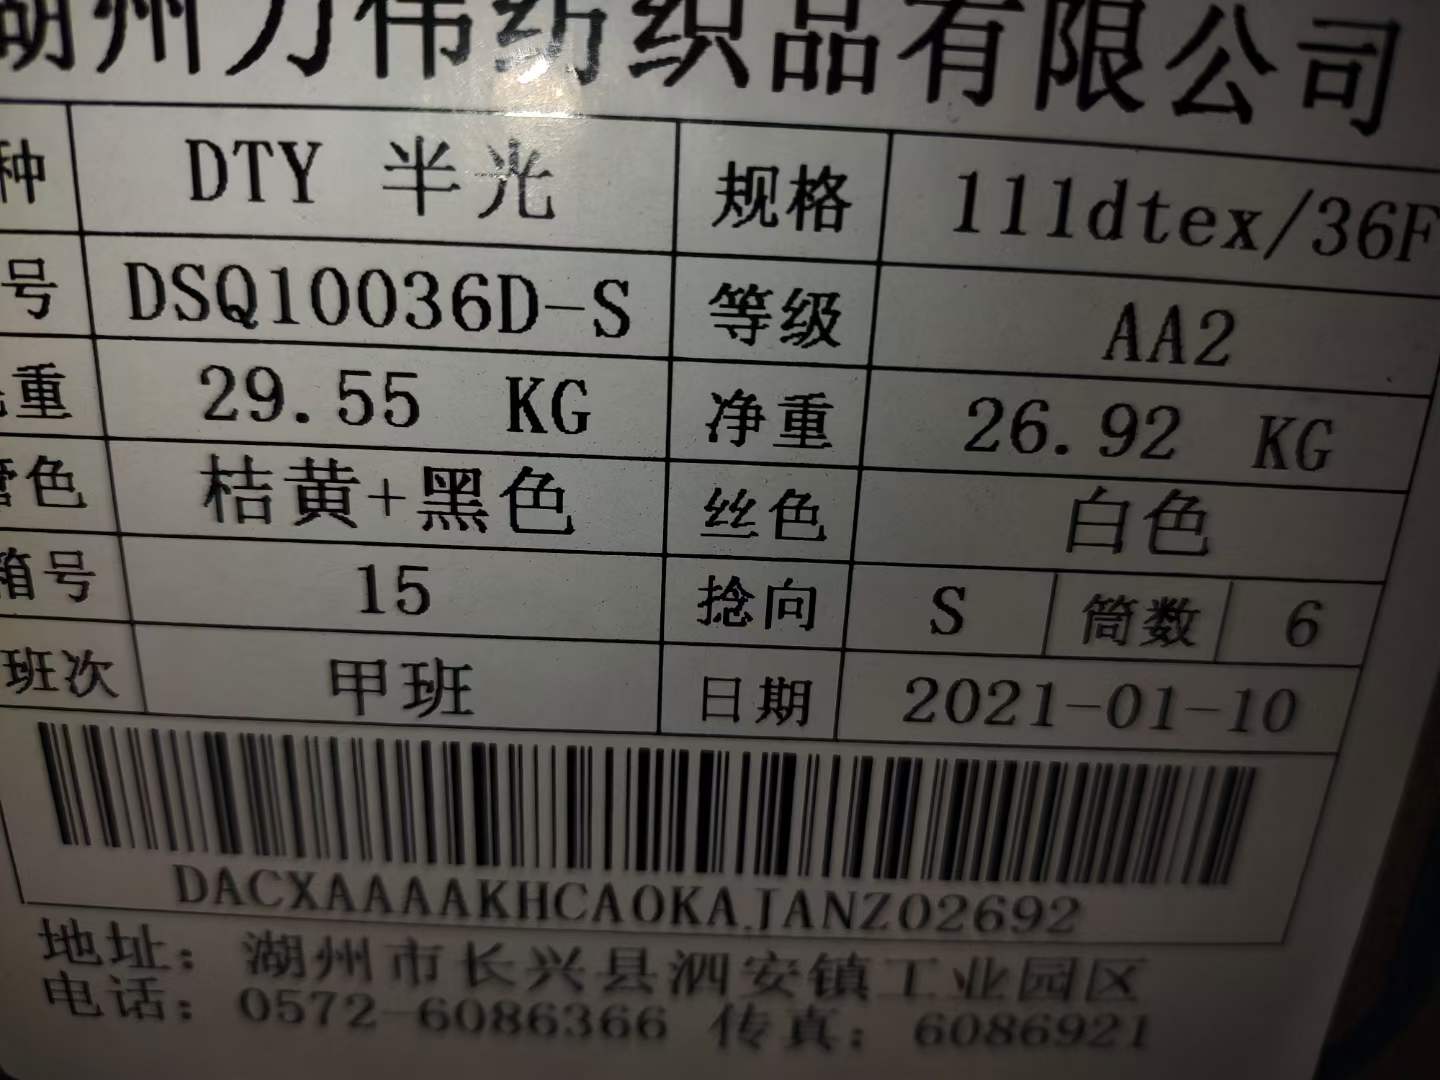 湖州力伟纺织品有限公司
种 DTY 半光 规格 111dtex/36F
号 DSQ10036D-S 等级 AA2
重 29.55 KG 净重 26.92 KG
管色 桔黄+黑色 丝色 白色
箱号 15 捻向 S 筒数 6
班次 甲班 日期 2021-01-10
DACXAAAAKHCAOKAJANZ02692
地址: 湖州市长兴县泗安镇工业园区
电话: 0572-6086366 传真: 6086921